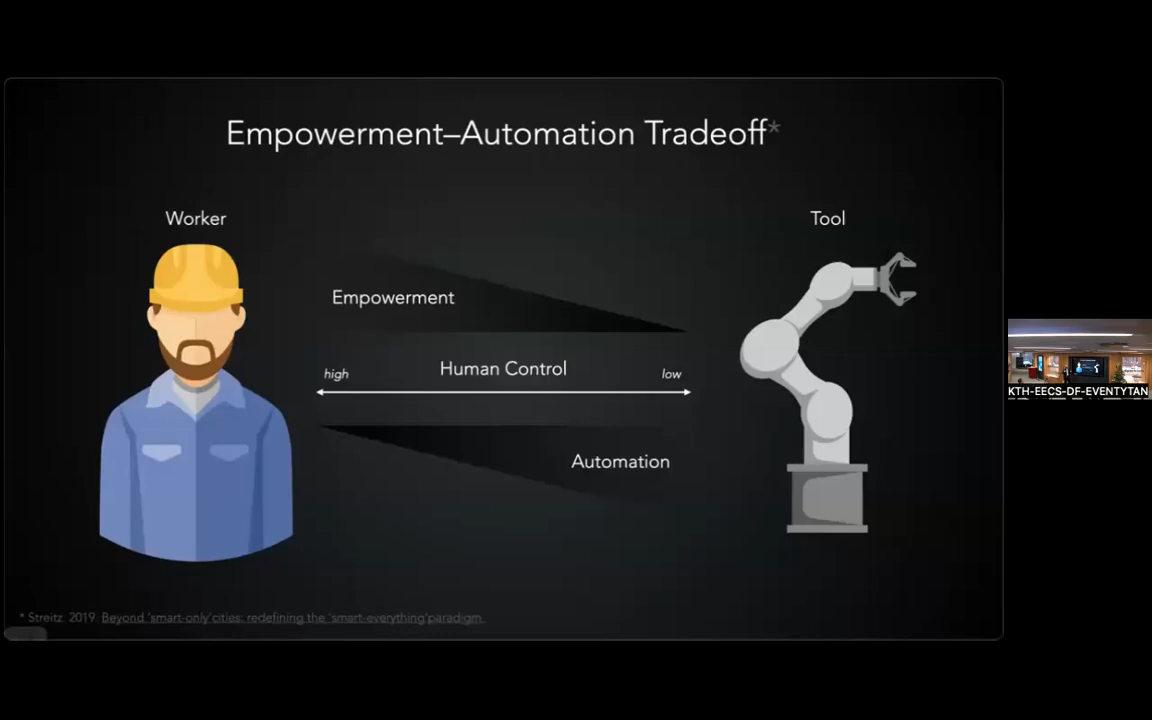 Empowerment–Automation Tradeoff*
Worker
Tool
Empowerment
high
Human Control
low
Automation
KTH-EECS-DF-EVENTYTAN
* Streitz. 2019. Beyond 'smart-only' cities: redefining the 'smart-everything' paradigm.